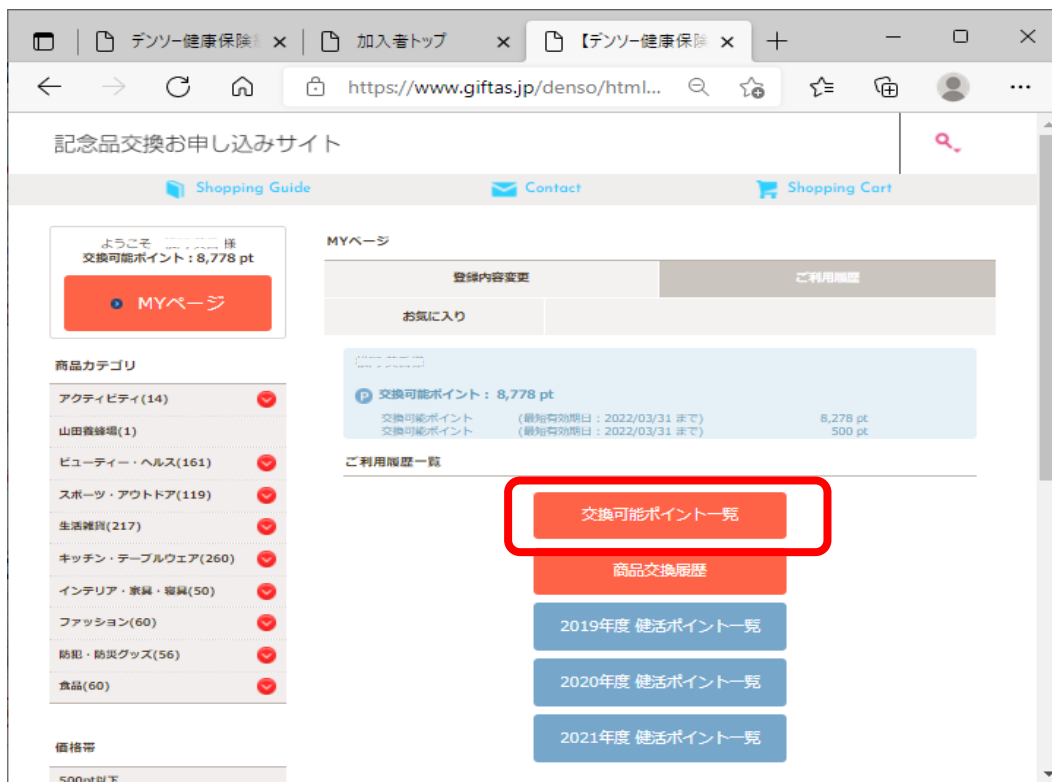 デンソー健康保険
加入者トップ
【デンソー健康保険
https://www.giftas.jp/denso/html...
記念品交換お申し込みサイト
Shopping Guide
Contact
Shopping Cart
ようこそ 様
交換可能ポイント：8,778 pt
MYページ
商品カテゴリ
アクティビティ(14)
山田養蜂場(1)
ビューティー・ヘルス(161)
スポーツ・アウトドア(119)
生活雑貨(217)
キッチン・テーブルウェア(260)
インテリア・家具・寝具(50)
ファッション(60)
防犯・防災グッズ(56)
食品(60)
価格帯
500pt以下
MYページ
登録内容変更
ご利用履歴
お気に入り
P 交換可能ポイント： 8,778 pt
交換可能ポイント (最短有効期日：2022/03/31 まで) 8,278 pt
交換可能ポイント (最短有効期日：2022/03/31 まで) 500 pt
ご利用履歴一覧
交換可能ポイント一覧
商品交換履歴
2019年度 健活ポイント一覧
2020年度 健活ポイント一覧
2021年度 健活ポイント一覧